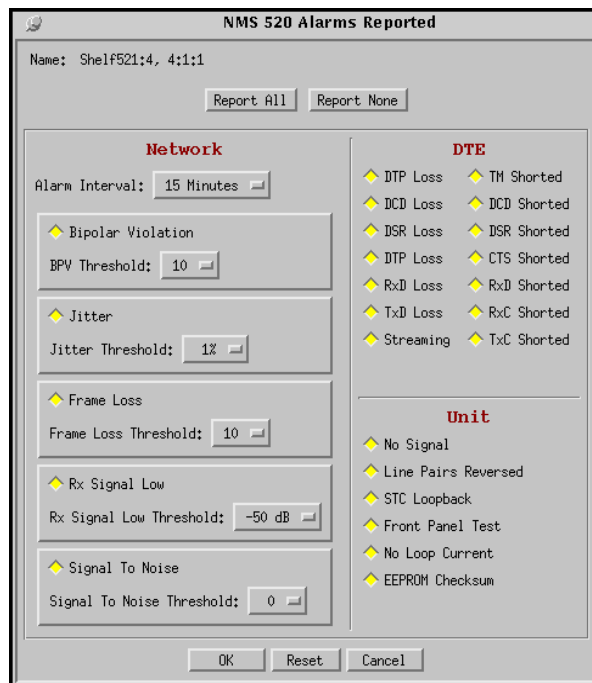 NMS 520 Alarms Reported
Name: Shelf521:4, 4:1:1
Report All Report None
Network
Alarm Interval: 15 Minutes
Bipolar Violation
BPV Threshold: 10
Jitter
Jitter Threshold: 1%
Frame Loss
Frame Loss Threshold: 10
Rx Signal Low
Rx Signal Low Threshold: -50 dB
Signal To Noise
Signal To Noise Threshold: 0
DTE
DTP Loss TM Shorted
DCD Loss DCD Shorted
DSR Loss DSR Shorted
DTP Loss CTS Shorted
RxD Loss RxD Shorted
TxD Loss RxC Shorted
Streaming TxC Shorted
Unit
No Signal
Line Pairs Reversed
STC Loopback
Front Panel Test
No Loop Current
EEPROM Checksum
OK Reset Cancel